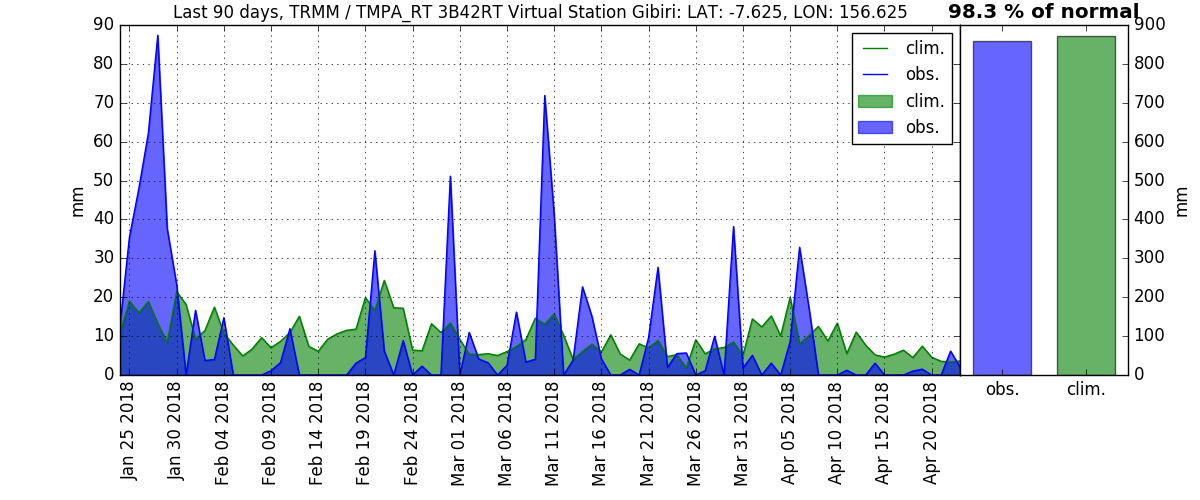 Last 90 days, TRMM / TMPA_RT 3B42RT Virtual Station Gibiri: LAT: -7.625, LON: 156.625
98.3 % of normal
90
80
70
60
50
40
30
20
10
0
mm
clim.
obs.
clim.
obs.
900
800
700
600
500
400
300
200
100
0
mm
obs.
clim.
Jan 25 2018
Jan 30 2018
Feb 04 2018
Feb 09 2018
Feb 14 2018
Feb 19 2018
Feb 24 2018
Mar 01 2018
Mar 06 2018
Mar 11 2018
Mar 16 2018
Mar 21 2018
Mar 26 2018
Mar 31 2018
Apr 05 2018
Apr 10 2018
Apr 15 2018
Apr 20 2018